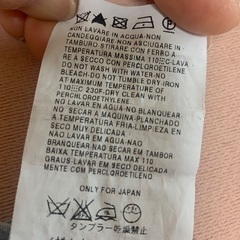 NON LAVARE IN ACQUA-NON
CANDEGGIARE NON ASCIUGARE IN
TAMBURO STIRARE CON FERRO A
TEMPERATURA MASSIMA 110-C-LAVA
RE A SECCO CON PERCLOROETILENE
DO NOT WASH WITH WATER-NO
BLEACH-DO NOT TUMBLE DRY IRON
AT MAXIMUM TEMPERATURE OF
110 230F-DRY CLEAN WITH
PERCHLOROETHYLENE.
NO LAVAR EN AGUA NO BLANQUEAR
NO SECAR A MAQUINA-PLANCHAR
A TEMPERATURA FRIA-LIMPIEZA EN
SECO MUY DELICADA
NAO LAVAR EM AGUA NAO
BRANQUEAR NAO SECAR EM TAMBOR
BAIXA TEMPERATURA MAX 110
GRAUS-LAVAR EM SECO DELICADA
MENTE COM PERCLOROETILENO
ONLY FOR JAPAN
タンブラー乾燥禁止